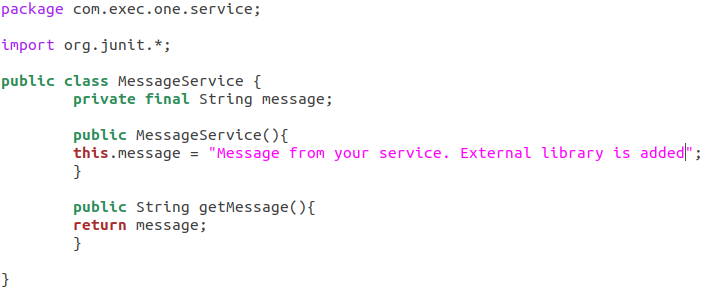 package com.exec.one.service;
import org.junit.*;
public class MessageService {
private final String message;
public MessageService(){
this.message = "Message from your service. External library is added";
}
public String getMessage(){
return message;
}
}